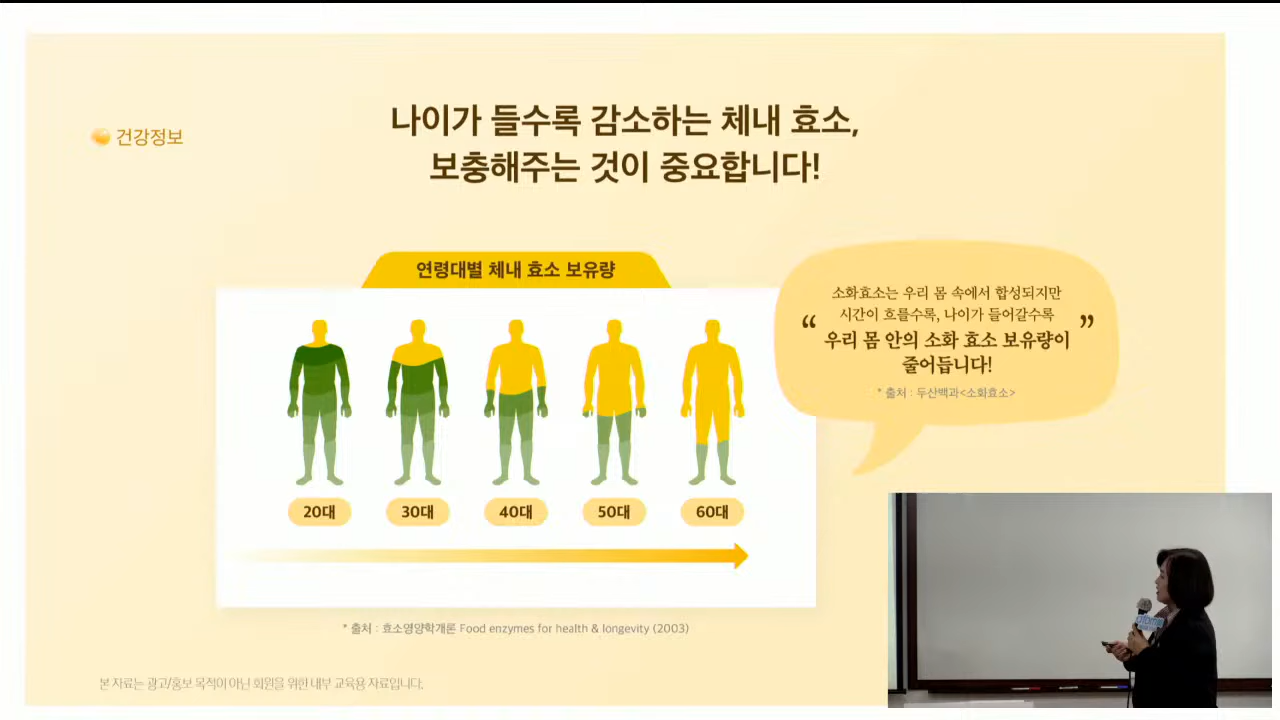 건강정보
나이가 들수록 감소하는 체내 효소,
보충해주는 것이 중요합니다!
연령대별 체내 효소 보유량
20대
30대
40대
50대
60대
* 출처 : 효소영양학개론 Food enzymes for health & longevity (2003)
“ 소화효소는 우리 몸 속에서 합성되지만
시간이 흐를수록, 나이가 들어갈수록
우리 몸 안의 소화 효소 보유량이
줄어듭니다! ”
* 출처 : 두산백과<소화효소>
본 자료는 광고/홍보 목적이 아닌 회원을 위한 내부 교육용 자료입니다.